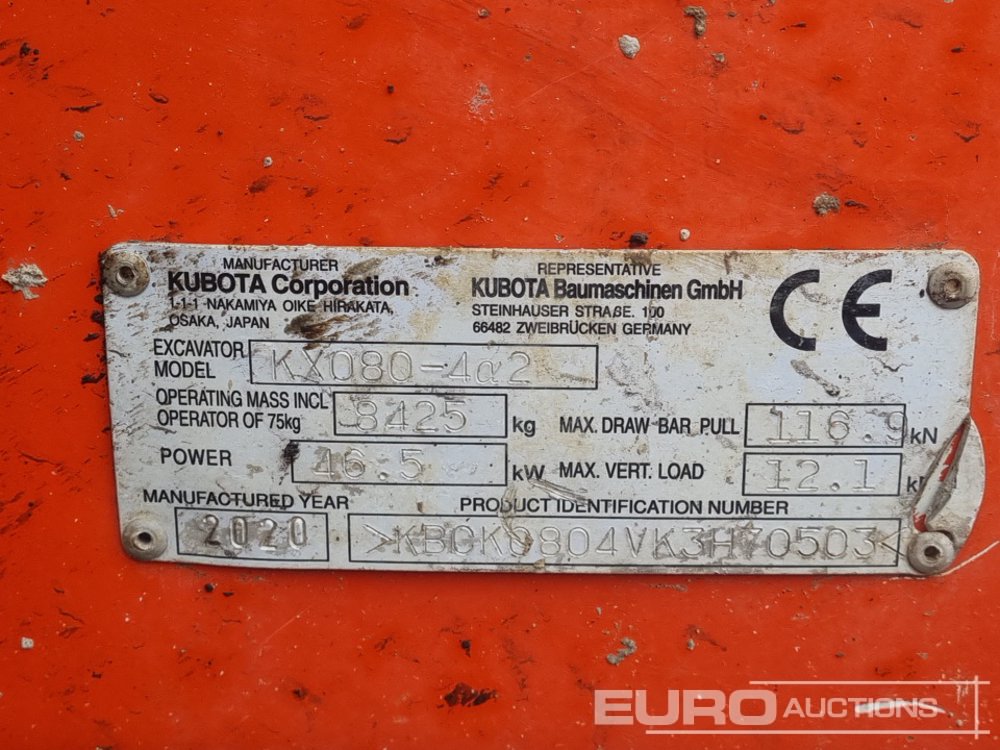 MANUFACTURER
KUBOTA Corporation
1-1-1 NAKAMIYA OIKE HIRAKATA,
OSAKA, JAPAN
REPRESENTATIVE
KUBOTA Baumaschinen GmbH
STEINHAUSER STRAßE. 100
66482 ZWEIBRÜCKEN GERMANY
CE
EXCAVATOR MODEL KX080-4α2
OPERATING MASS INCL
OPERATOR OF 75kg 8425 kg
MAX. DRAW BAR PULL 116.9 kN
POWER 46.5 kW
MAX. VERT. LOAD 12.1
MANUFACTURED YEAR
2020
PRODUCT IDENTIFICATION NUMBER
>KBCK0804VK3H70503<
EURO AUCTIONS